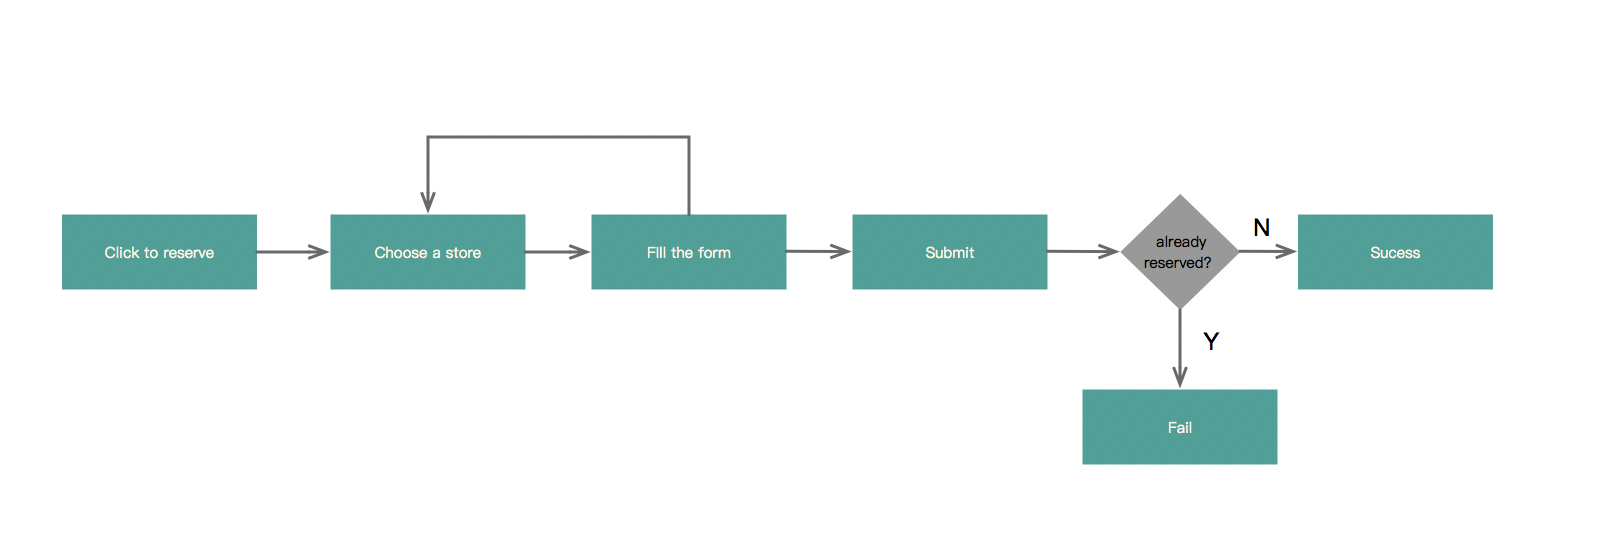 Click to reserve
Choose a store
FIll the form
Submit
already
reserved?
N
Sucess
Y
Fail